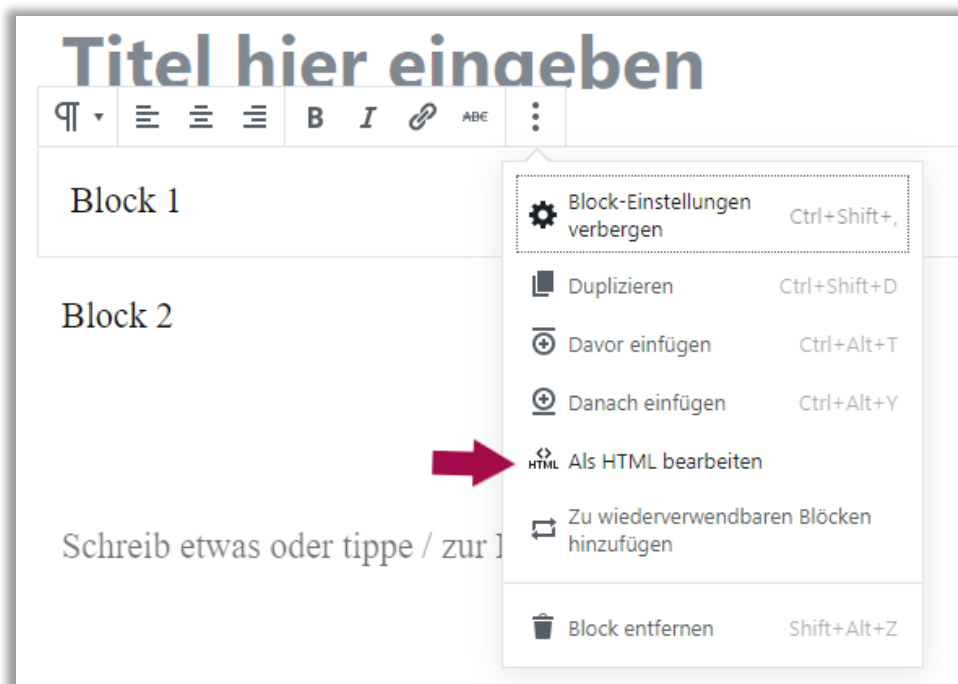 Titel hier eingeben
B I ABE
Block 1
Block-Einstellungen
verbergen Ctrl+Shift+,
Duplizieren Ctrl+Shift+D
Block 2
Davor einfügen Ctrl+Alt+T
Danach einfügen Ctrl+Alt+Y
HTML Als HTML bearbeiten
Zu wiederverwendbaren Blöcken
hinzufügen
Schreib etwas oder tippe / zur
Block entfernen Shift+Alt+Z